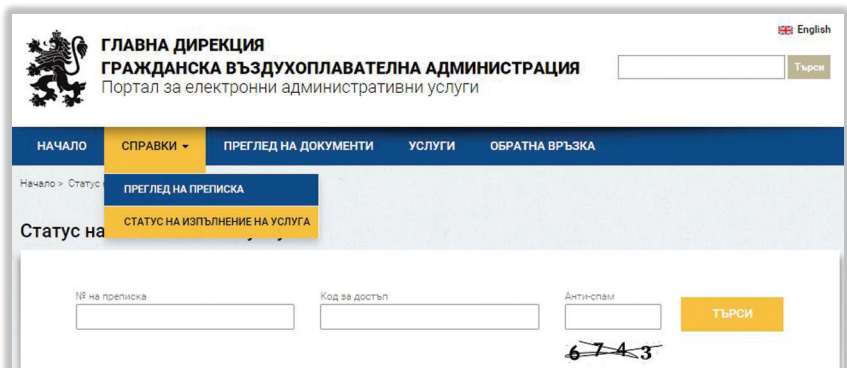 English
ГЛАВНА ДИРЕКЦИЯ
ГРАЖДАНСКА ВЪЗДУХОПЛАВАТЕЛНА АДМИНИСТРАЦИЯ
Портал за електронни административни услуги
Търси
НАЧАЛО СПРАВКИ ПРЕГЛЕД НА ДОКУМЕНТИ УСЛУГИ ОБРАТНА ВРЪЗКА
Начало > Статус
ПРЕГЛЕД НА ПРЕПИСКА
СТАТУС НА ИЗПЪЛНЕНИЕ НА УСЛУГА
Статус на
№ на преписка Код за достъп Анти-спам
ТЪРСИ
6743